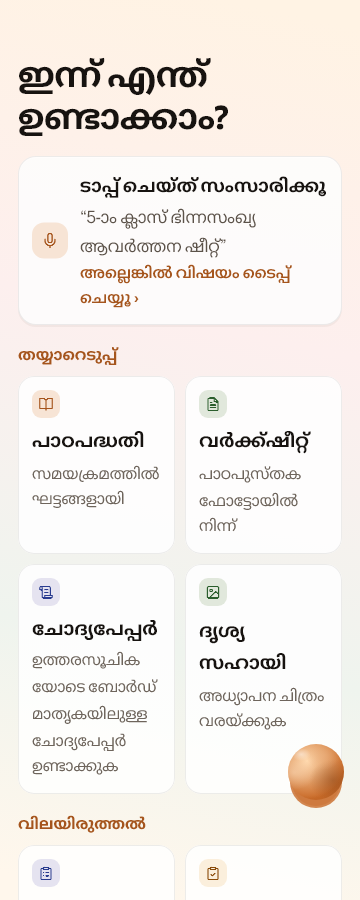 ഇന്ന് എന്ത്
ഉണ്ടാക്കാം?
ടാപ്പ് ചെയ്ത് സംസാരിക്കൂ
“5-ാം ക്ലാസ് ഭിന്നസംഖ്യ
ആവർത്തന ഷീറ്റ്”
അല്ലെങ്കിൽ വിഷയം ടൈപ്പ്
ചെയ്യൂ ›
തയ്യാറെടുപ്പ്
പാഠപദ്ധതി
സമയക്രമത്തിൽ
ഘട്ടങ്ങളായി
വർക്ക്ഷീറ്റ്
പാഠപുസ്തക
ഫോട്ടോയിൽ
നിന്ന്
ചോദ്യപേപ്പർ
ഉത്തരസൂചിക
യോടെ ബോർഡ്
മാതൃകയിലുള്ള
ചോദ്യപേപ്പർ
ഉണ്ടാക്കുക
ദൃശ്യ
സഹായി
അധ്യാപന ചിത്രം
വരയ്ക്കുക
വിലയിരുത്തൽ